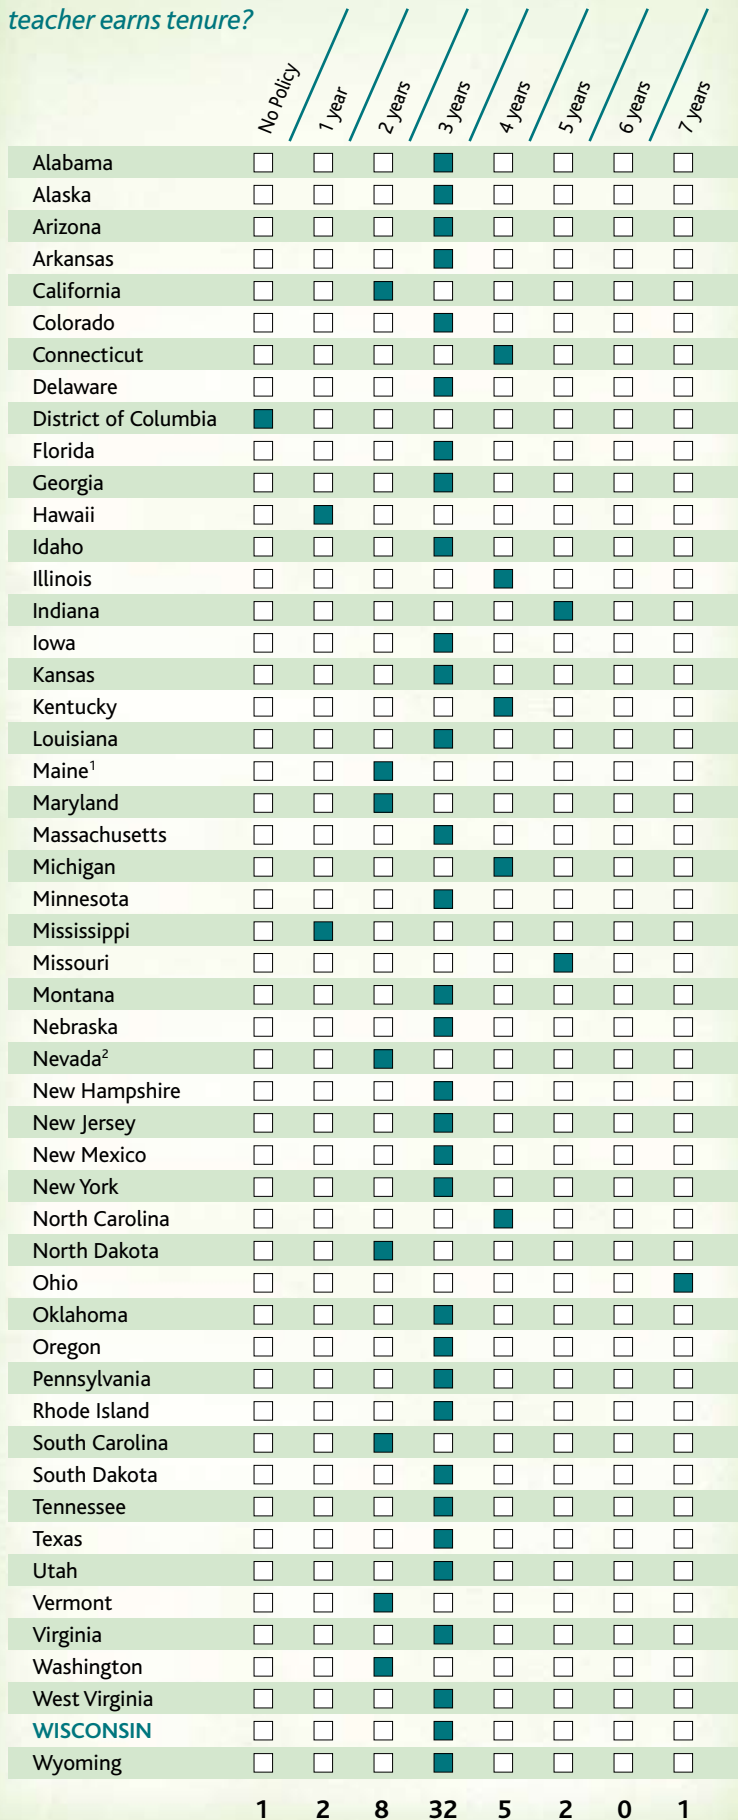 teacher earns tenure?
No Policy
1 year
2 years
3 years
4 years
5 years
6 years
7 years
Alabama
Alaska
Arizona
Arkansas
California
Colorado
Connecticut
Delaware
District of Columbia
Florida
Georgia
Hawaii
Idaho
Illinois
Indiana
Iowa
Kansas
Kentucky
Louisiana
Maine¹
Maryland
Massachusetts
Michigan
Minnesota
Mississippi
Missouri
Montana
Nebraska
Nevada²
New Hampshire
New Jersey
New Mexico
New York
North Carolina
North Dakota
Ohio
Oklahoma
Oregon
Pennsylvania
Rhode Island
South Carolina
South Dakota
Tennessee
Texas
Utah
Vermont
Virginia
Washington
West Virginia
WISCONSIN
Wyoming
1 2 8 32 5 2 0 1